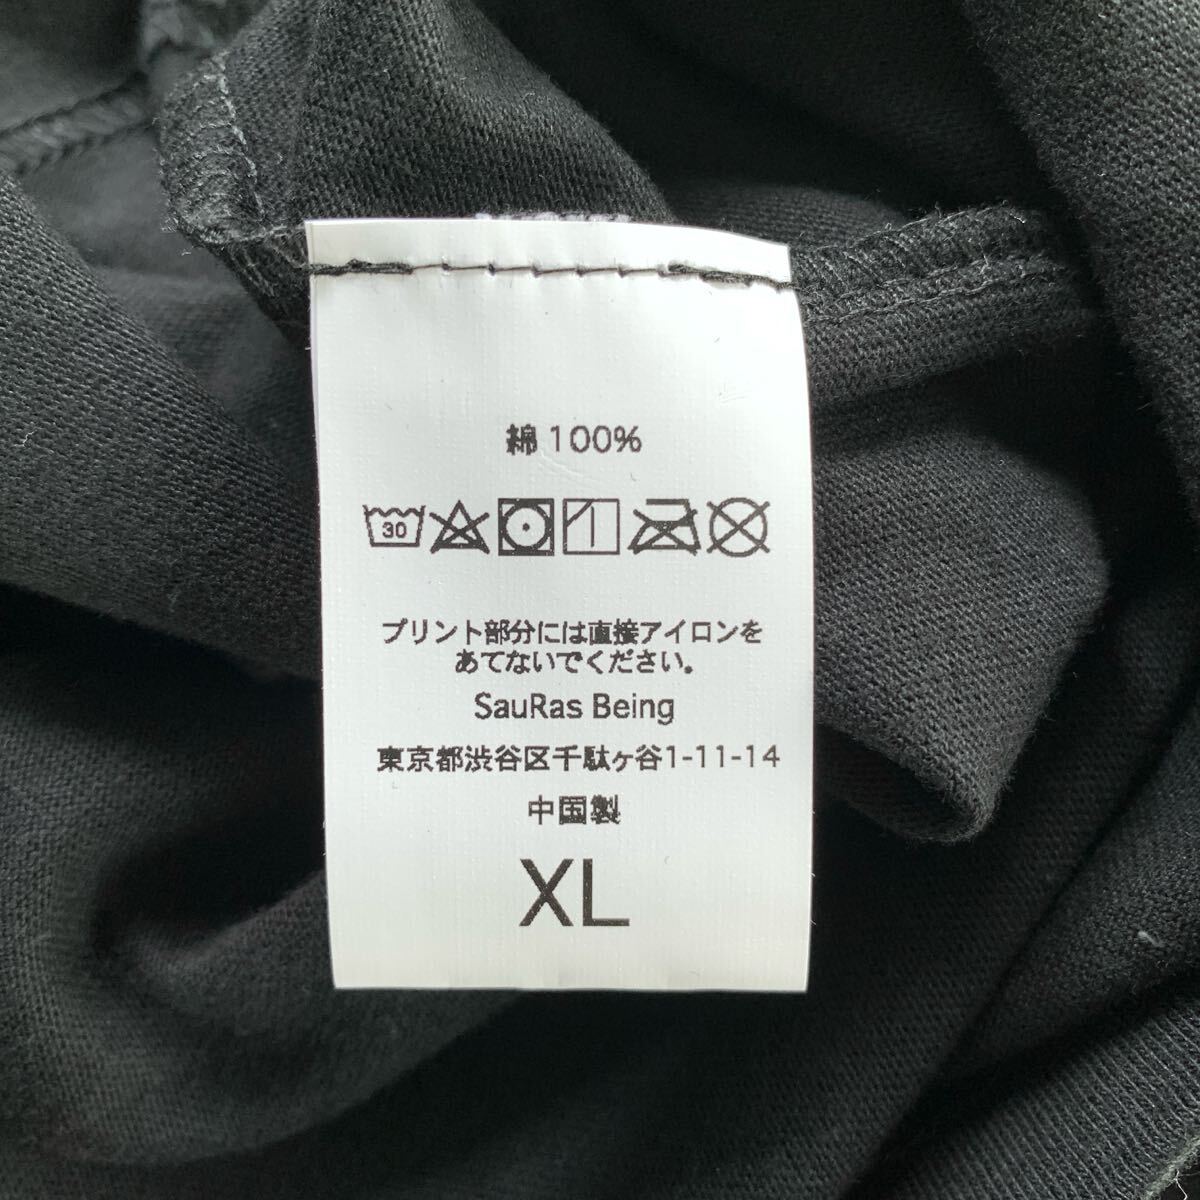 綿 100%
30
プリント部分には直接アイロンを
あてないでください。
SauRas Being
東京都渋谷区千駄ヶ谷1-11-14
中国製
XL